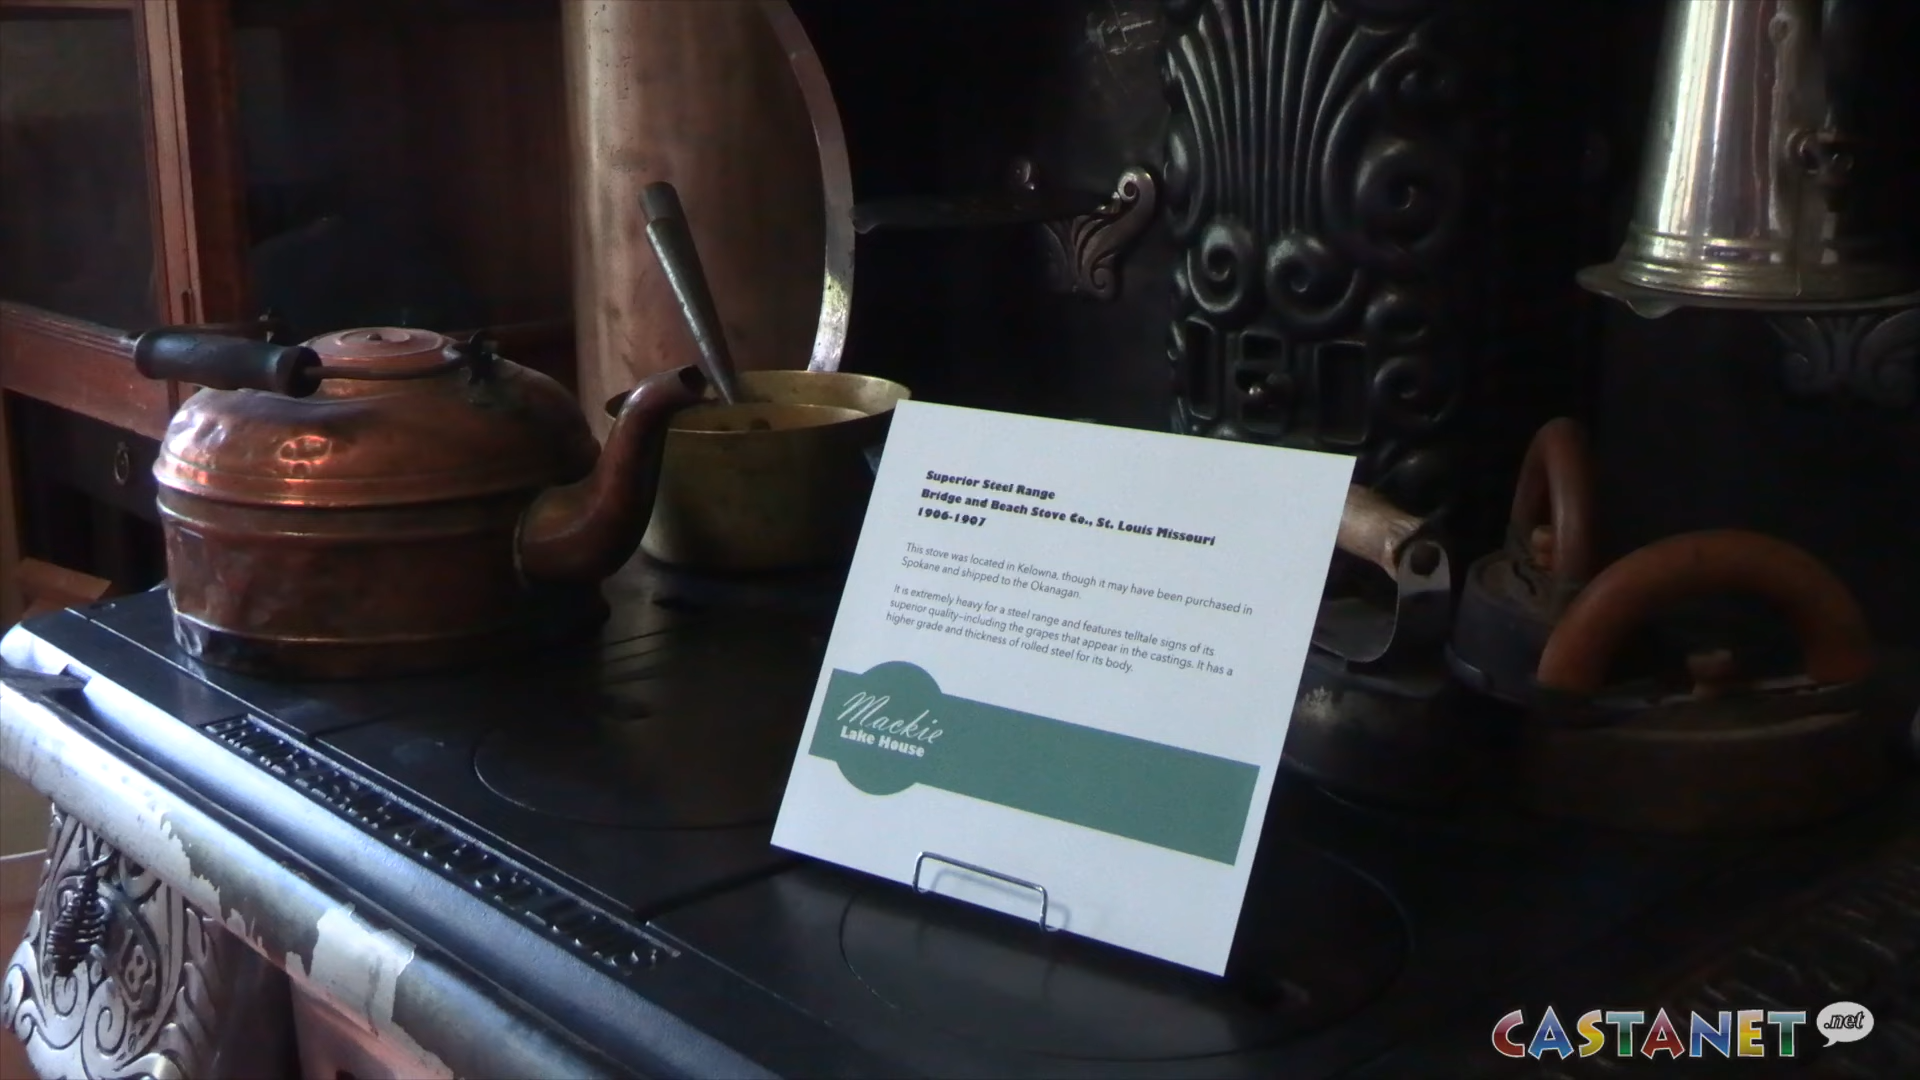 Superior Steel Range
Bridge and Beach Stove Co., St. Louis Missouri
1906-1907
This stove was located in Kelowna, though it may have been purchased in
Spokane and shipped to the Okanagan.
It is extremely heavy for a steel range and features telltale signs of its
superior quality–including the grapes that appear in the castings. It has a
higher grade and thickness of rolled steel for its body.
Mackie
Lake House
CASTANET .net